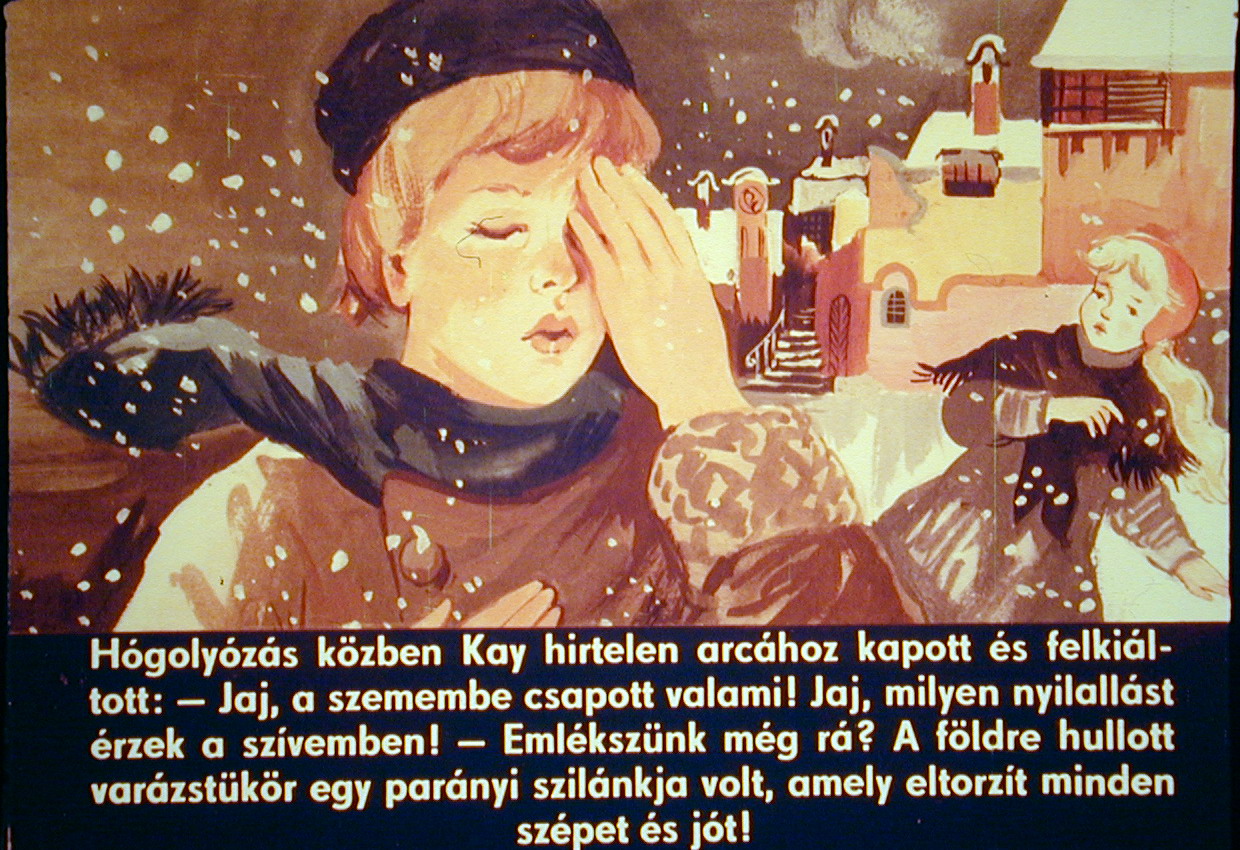 Hógolyózás közben Kay hirtelen arcához kapott és felkiál-
tott: — Jaj, a szemembe csapott valami! Jaj, milyen nyilallást
érzek a szívemben! — Emlékszünk még rá? A földre hullott
varázstükör egy parányi szilánkja volt, amely eltorzít minden
szépet és jót!